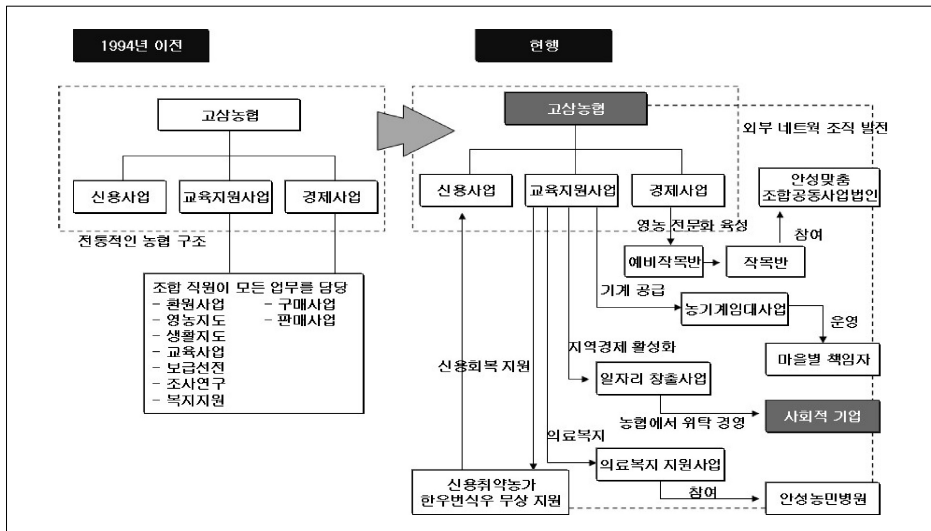 1994년 이전
현행
고삼농협
신용사업
교육지원사업
경제사업
전통적인 농협 구조
조합 직원이 모든 업무를 담당
- 환원사업
- 영농지도
- 생활지도
- 교육사업
- 보급선전
- 조사연구
- 복지지원
- 구매사업
- 판매사업
고삼농협
외부 네트웍 조직 발전
신용사업
교육지원사업
경제사업
안성맞춤
조합공동사업법인
영농 전문화 육성
참여
예비작목반
작목반
기계 공급
농기계임대사업
운영
마을별 책임자
지역경제 활성화
신용회복 지원
일자리 창출사업
농협에서 위탁 경영
사회적 기업
의료복지
의료복지 지원사업
참여
안성농민병원
신용취약농가
한우번식우 무상 지원